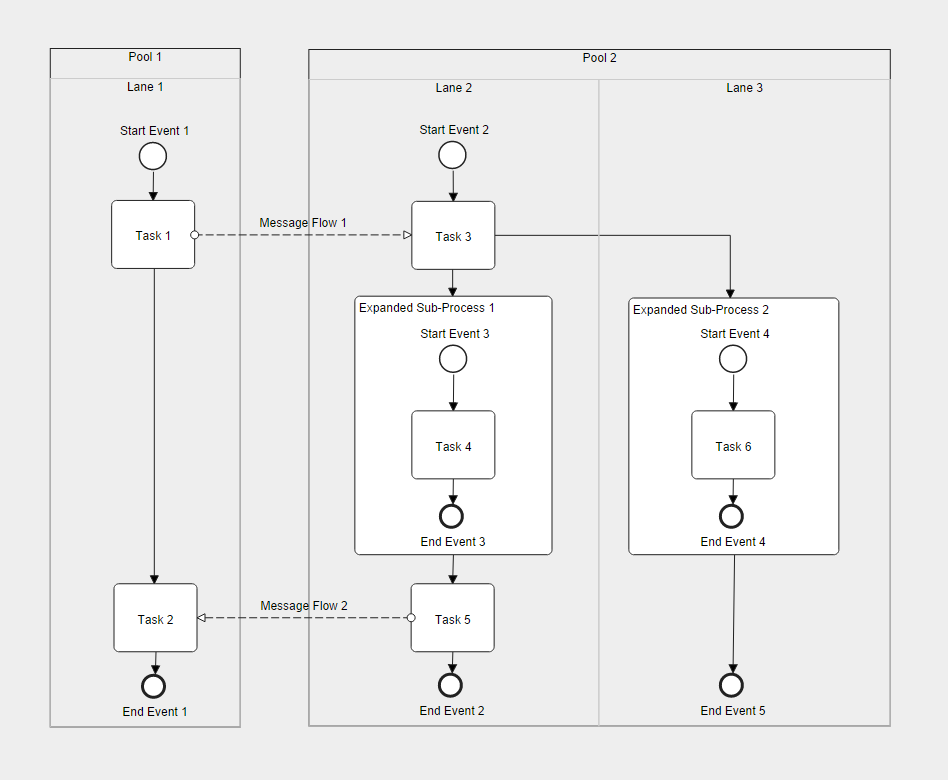 Pool 1
Pool 2
Lane 1
Lane 2
Lane 3
Start Event 1
Start Event 2
Message Flow 1
Task 1
Task 3
Expanded Sub-Process 1
Expanded Sub-Process 2
Start Event 3
Start Event 4
Task 4
Task 6
End Event 3
End Event 4
Message Flow 2
Task 2
Task 5
End Event 1
End Event 2
End Event 5